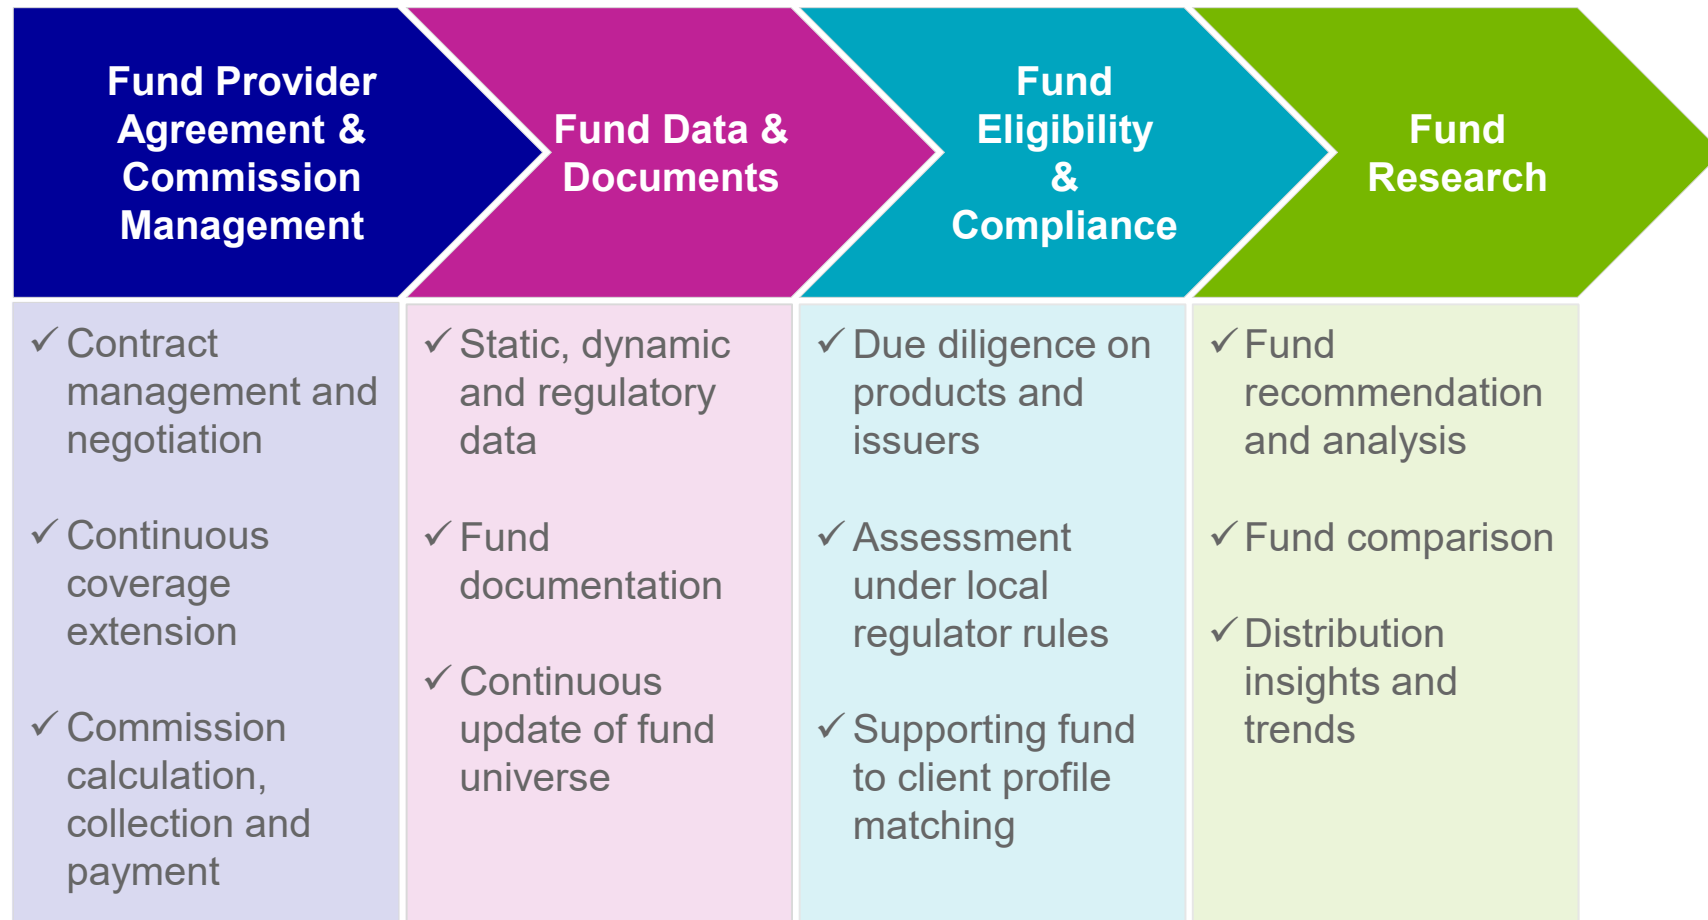 Fund Provider
Agreement &
Commission
Management
Fund Data &
Documents
Fund
Eligibility
&
Compliance
Fund
Research
✓ Contract
management and
negotiation
✓ Continuous
coverage
extension
✓ Commission
calculation,
collection and
payment
✓ Static, dynamic
and regulatory
data
✓ Fund
documentation
✓ Continuous
update of fund
universe
✓ Due diligence on
products and
issuers
✓ Assessment
under local
regulator rules
✓ Supporting fund
to client profile
matching
✓ Fund
recommendation
and analysis
✓ Fund comparison
✓ Distribution
insights and
trends